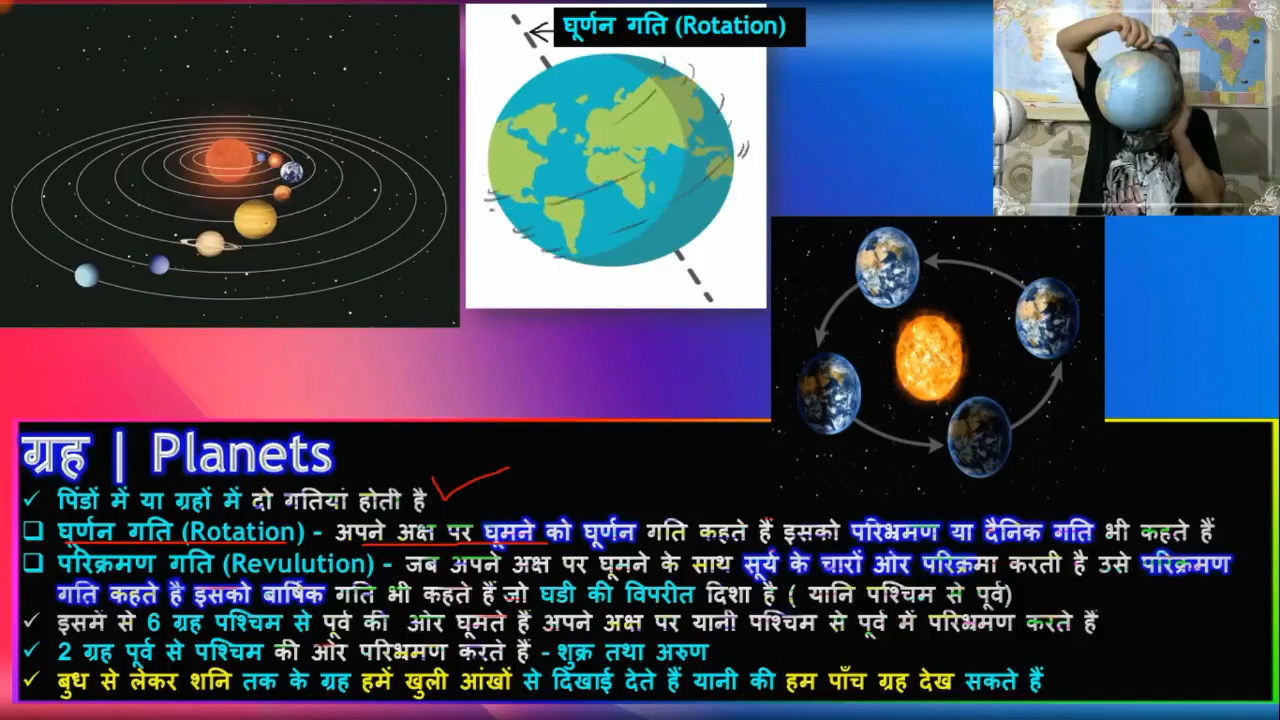 घूर्णन गति (Rotation)
ग्रह | Planets
✓ पिंडों में या ग्रहों में दो गतियां होती है
❑ घूर्णन गति (Rotation) - अपने अक्ष पर घूमने को घूर्णन गति कहते हैं इसको परिभ्रमण या दैनिक गति भी कहते हैं
❑ परिक्रमण गति (Revulution) - जब अपने अक्ष पर घूमने के साथ सूर्य के चारों ओर परिक्रमा करती है उसे परिक्रमण
गति कहते है इसको बार्षिक गति भी कहते हैं जो घडी की विपरीत दिशा है ( यानि पश्चिम से पूर्व)
✓ इसमें से 6 ग्रह पश्चिम से पूर्व की ओर घूमते हैं अपने अक्ष पर यानी पश्चिम से पूर्व में परिभ्रमण करते हैं
✓ 2 ग्रह पूर्व से पश्चिम की ओर परिभ्रमण करते हैं - शुक्र तथा अरुण
✓ बुध से लेकर शनि तक के ग्रह हमें खुली आंखों से दिखाई देते हैं यानी की हम पाँच ग्रह देख सकते हैं